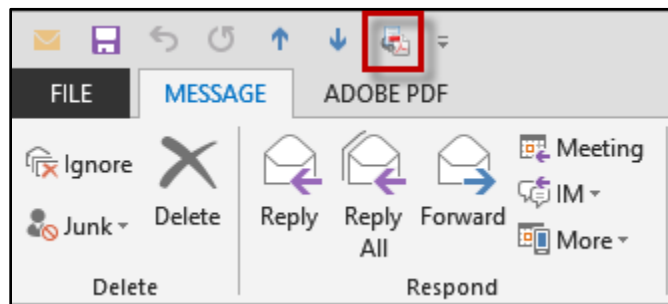 FILE MESSAGE ADOBE PDF
Ignore
Junk
Delete
Reply
Reply
All
Forward
Meeting
IM
More
Delete
Respond